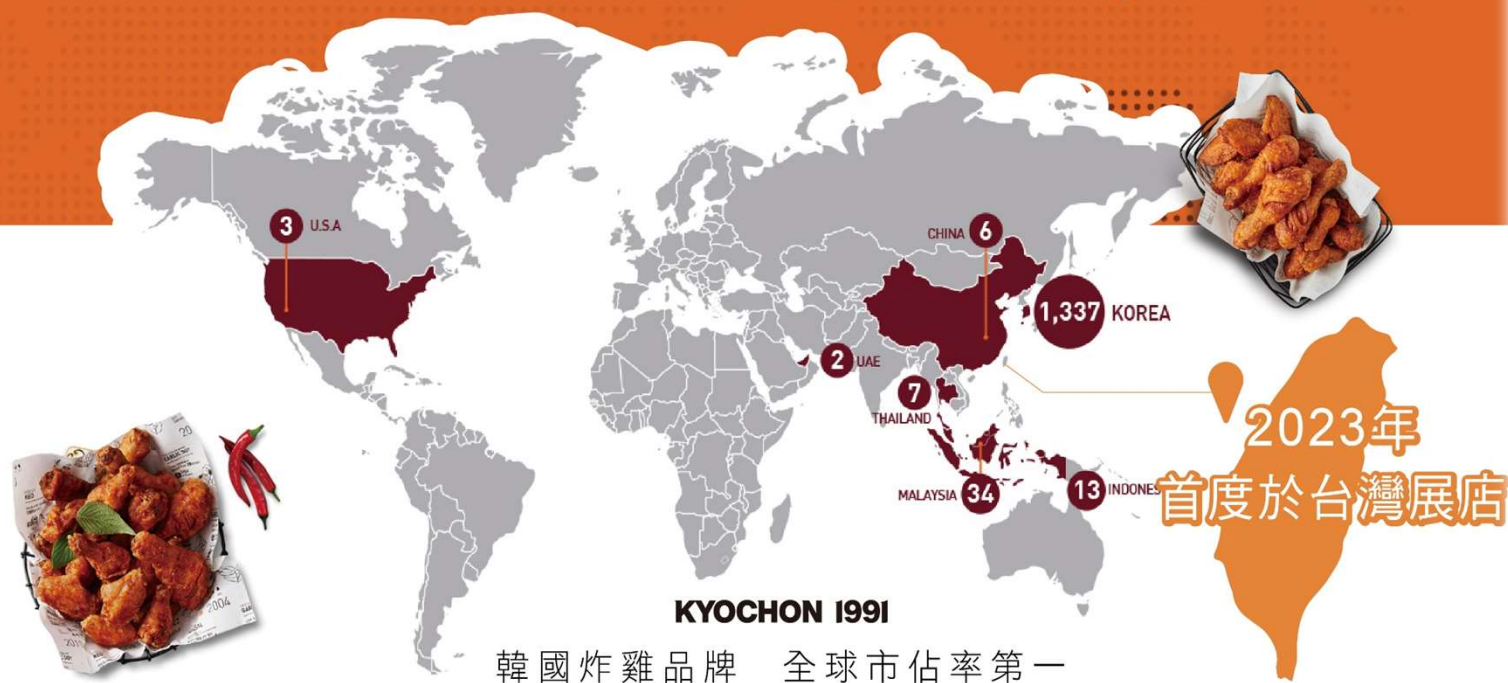 3 U.S.A
CHINA 6
1,337 KOREA
2 UAE
7
THAILAND
MALAYSIA 34
13 INDONES
2023年
首度於台灣展店
KYOCHON 1991
韓國炸雞品牌 全球市佔率第一
20
2004